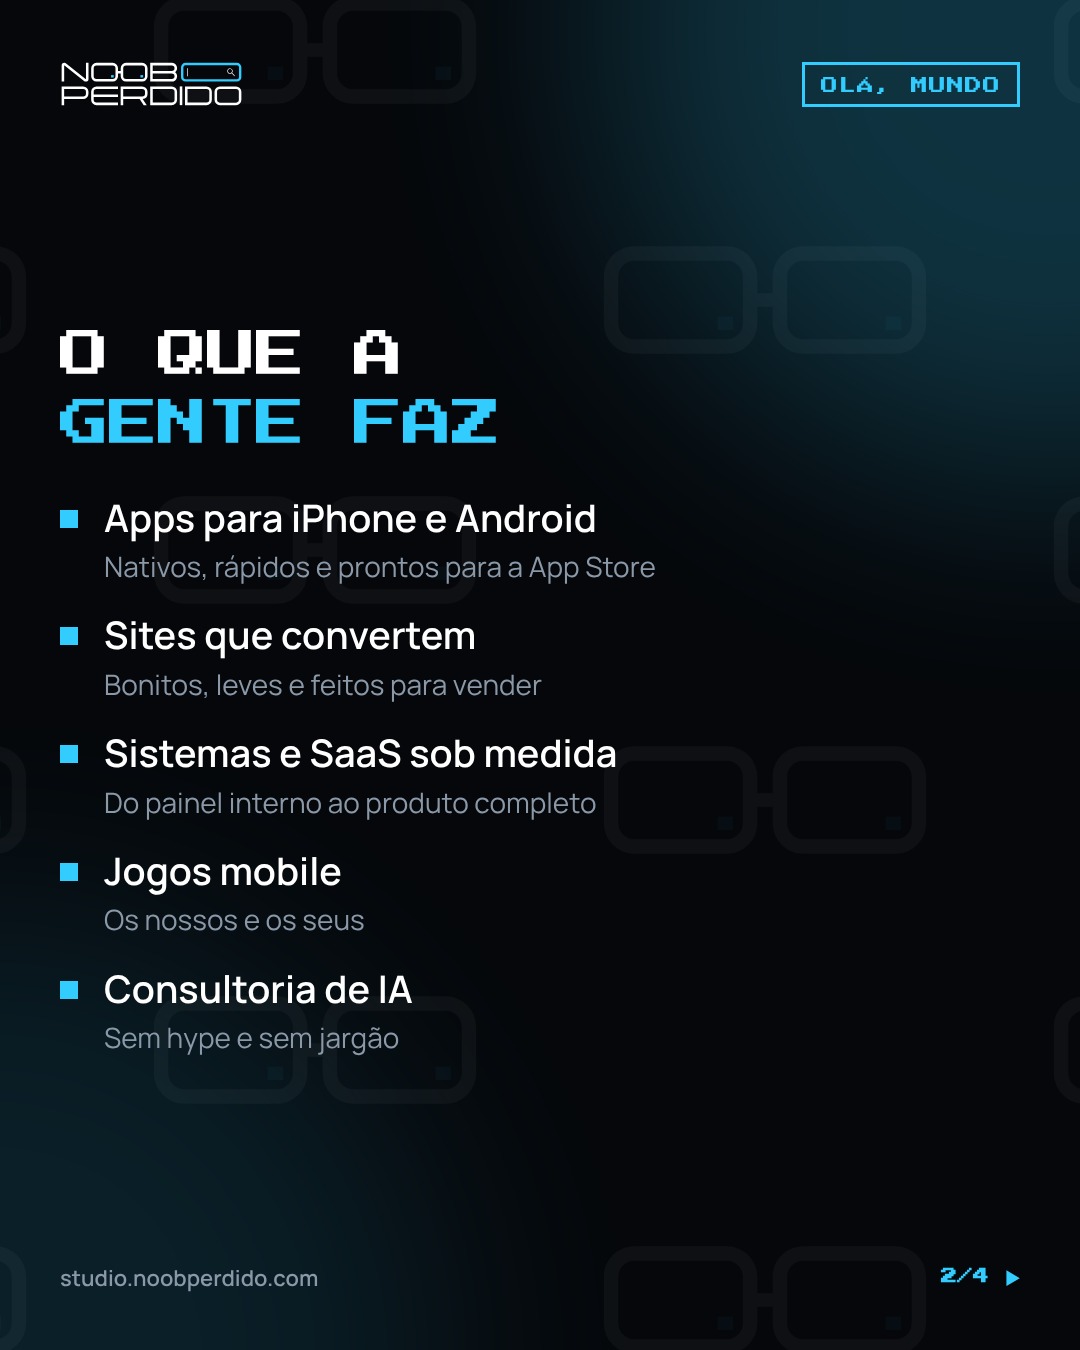 NOOB
PERDIDO
OLÁ, MUNDO
O QUE A
GENTE FAZ
Apps para iPhone e Android
Nativos, rápidos e prontos para a App Store
Sites que convertem
Bonitos, leves e feitos para vender
Sistemas e SaaS sob medida
Do painel interno ao produto completo
Jogos mobile
Os nossos e os seus
Consultoria de IA
Sem hype e sem jargão
studio.noobperdido.com
2/4